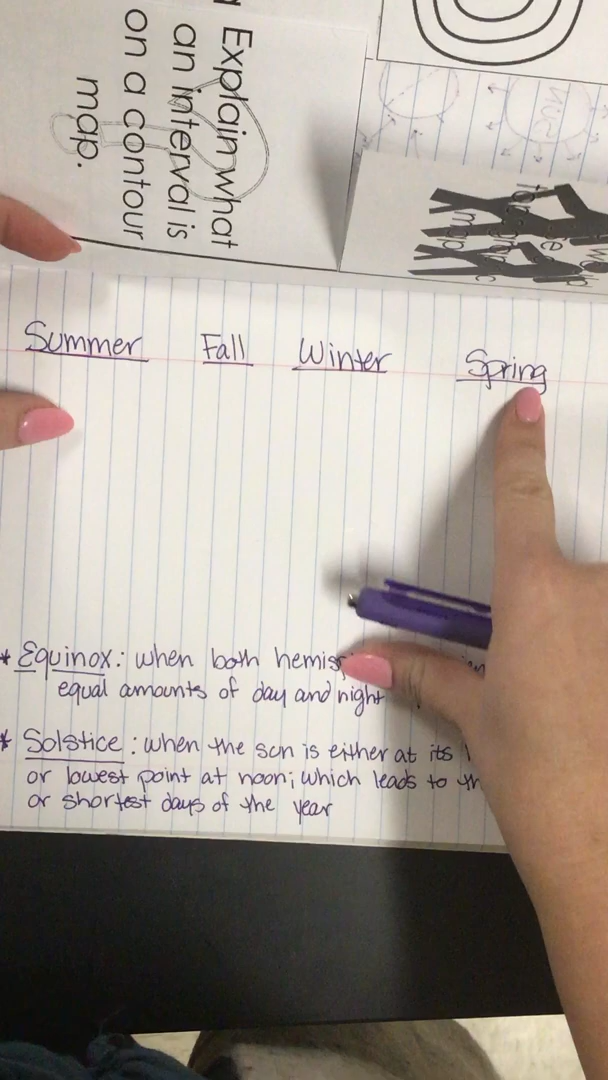 Explain what
an interval is
on a contour
map.
Summer Fall Winter Spring
* Equinox: when both
equal amounts of day and night
* Solstice: when the sun is either at its
or lowest point at noon; which leads to
or shortest days of the year